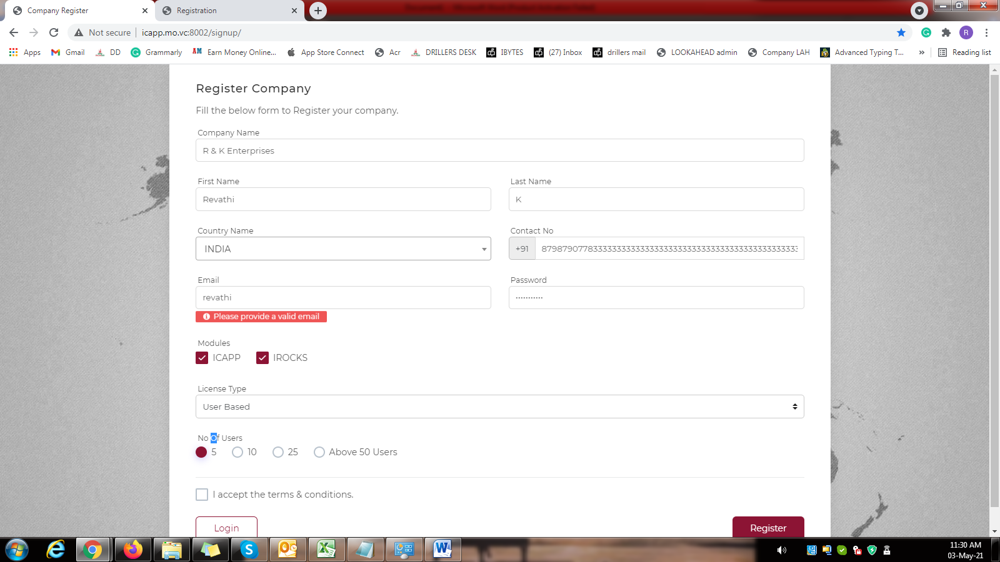 Company Register
Registration
Not secure
icapp.mo.vc:8002/signup/
R
Apps
Gmail
DD
Grammarly
AM
Earn Money Online...
App Store Connect
Acr
DRILLERS DESK
IBYTES
(27) Inbox
drillers mail
LOOKAHEAD admin
Company LAH
Advanced Typing T...
»
Reading list
Register Company
Fill the below form to Register your company.
Company Name
R & K Enterprises
First Name
Last Name
Revathi
K
Country Name
Contact No
INDIA
+91
Email
Password
revathi
Please provide a valid email
Modules
ICAPP
IROCKS
License Type
User Based
No Of Users
5
10
25
Above 50 Users
I accept the terms & conditions.
Login
Register
11:30 AM
03-May-21